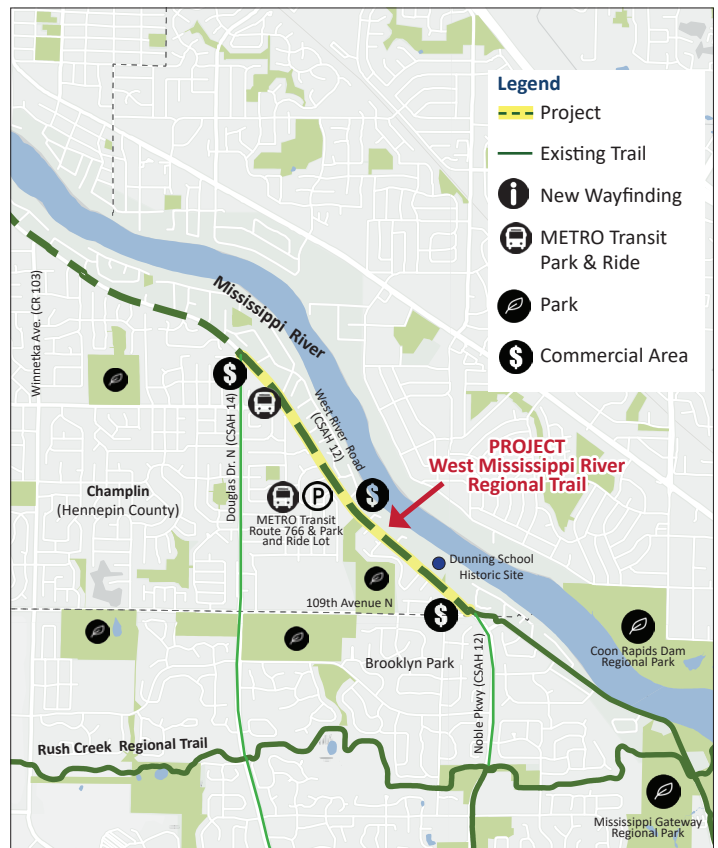 Legend
Project
Existing Trail
New Wayfinding
METRO Transit
Park & Ride
Park
$ Commercial Area
Mississippi River
Winnetka Ave. (CR 103)
$
West River Road
(CSAH 12)
Douglas Dr. N (CSAH 14)
PROJECT
West Mississippi River
Regional Trail
Champlin
(Hennepin County)
P
$
METRO Transit
Route 766 & Park
and Ride Lot
Dunning School
Historic Site
109th Avenue N
$
Coon Rapids Dam
Regional Park
Brooklyn Park
Noble Pkwy (CSAH 12)
Rush Creek Regional Trail
Mississippi Gateway
Regional Park